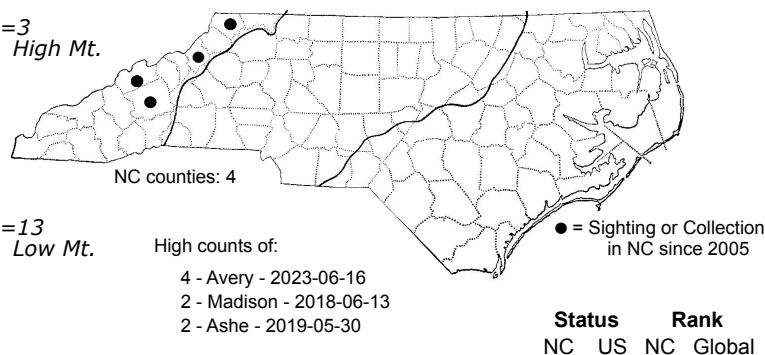 =3
High Mt.
NC counties: 4
=13
Low Mt.
High counts of:
4 - Avery - 2023-06-16
2 - Madison - 2018-06-13
2 - Ashe - 2019-05-30
● = Sighting or Collection
in NC since 2005
Status Rank
NC US NC Global